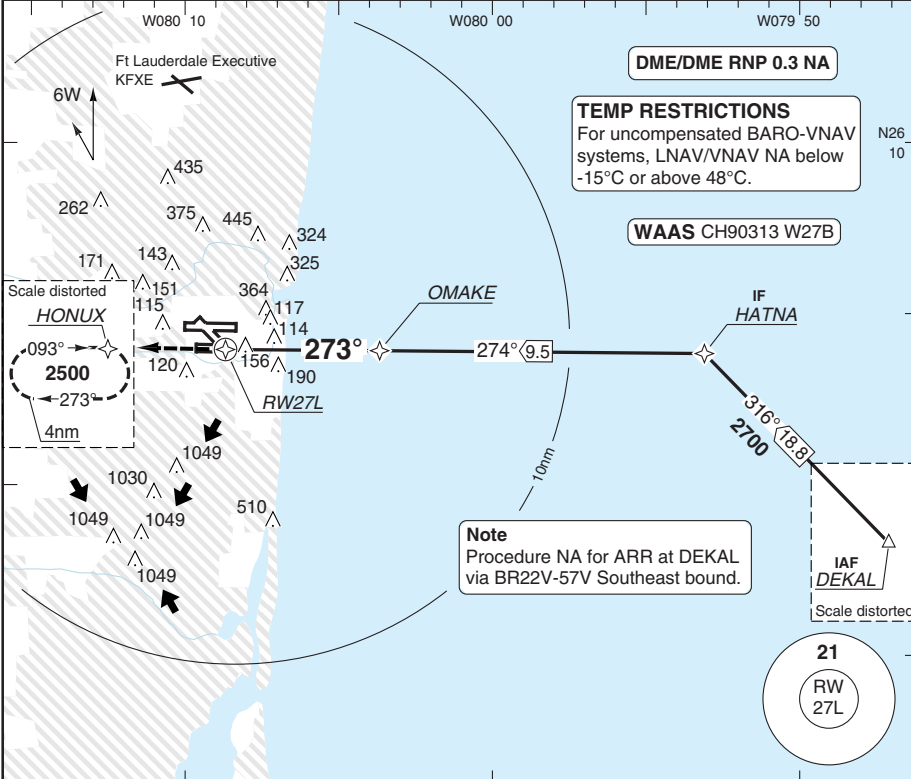 W080 10
W080 00
W079 50
Ft Lauderdale Executive
KFXE
DME/DME RNP 0.3 NA
6W
TEMP RESTRICTIONS
For uncompensated BARO-VNAV
systems, LNAV/VNAV NA below
-15°C or above 48°C.
N26
10
435
262
375
445
324
WAAS CH90313 W27B
171
143
325
151
Scale distorted
115
364
117
114
HONUX
OMAKE
IF
HATNA
093°
273°
274°
9.5
2500
120
156
190
273°
RW27L
4nm
316°
18.8
2700
1049
1030
10nm
1049
1049
510
1049
Note
Procedure NA for ARR at DEKAL
via BR22V-57V Southeast bound.
IAF
DEKAL
Scale distorted
21
RW
27L